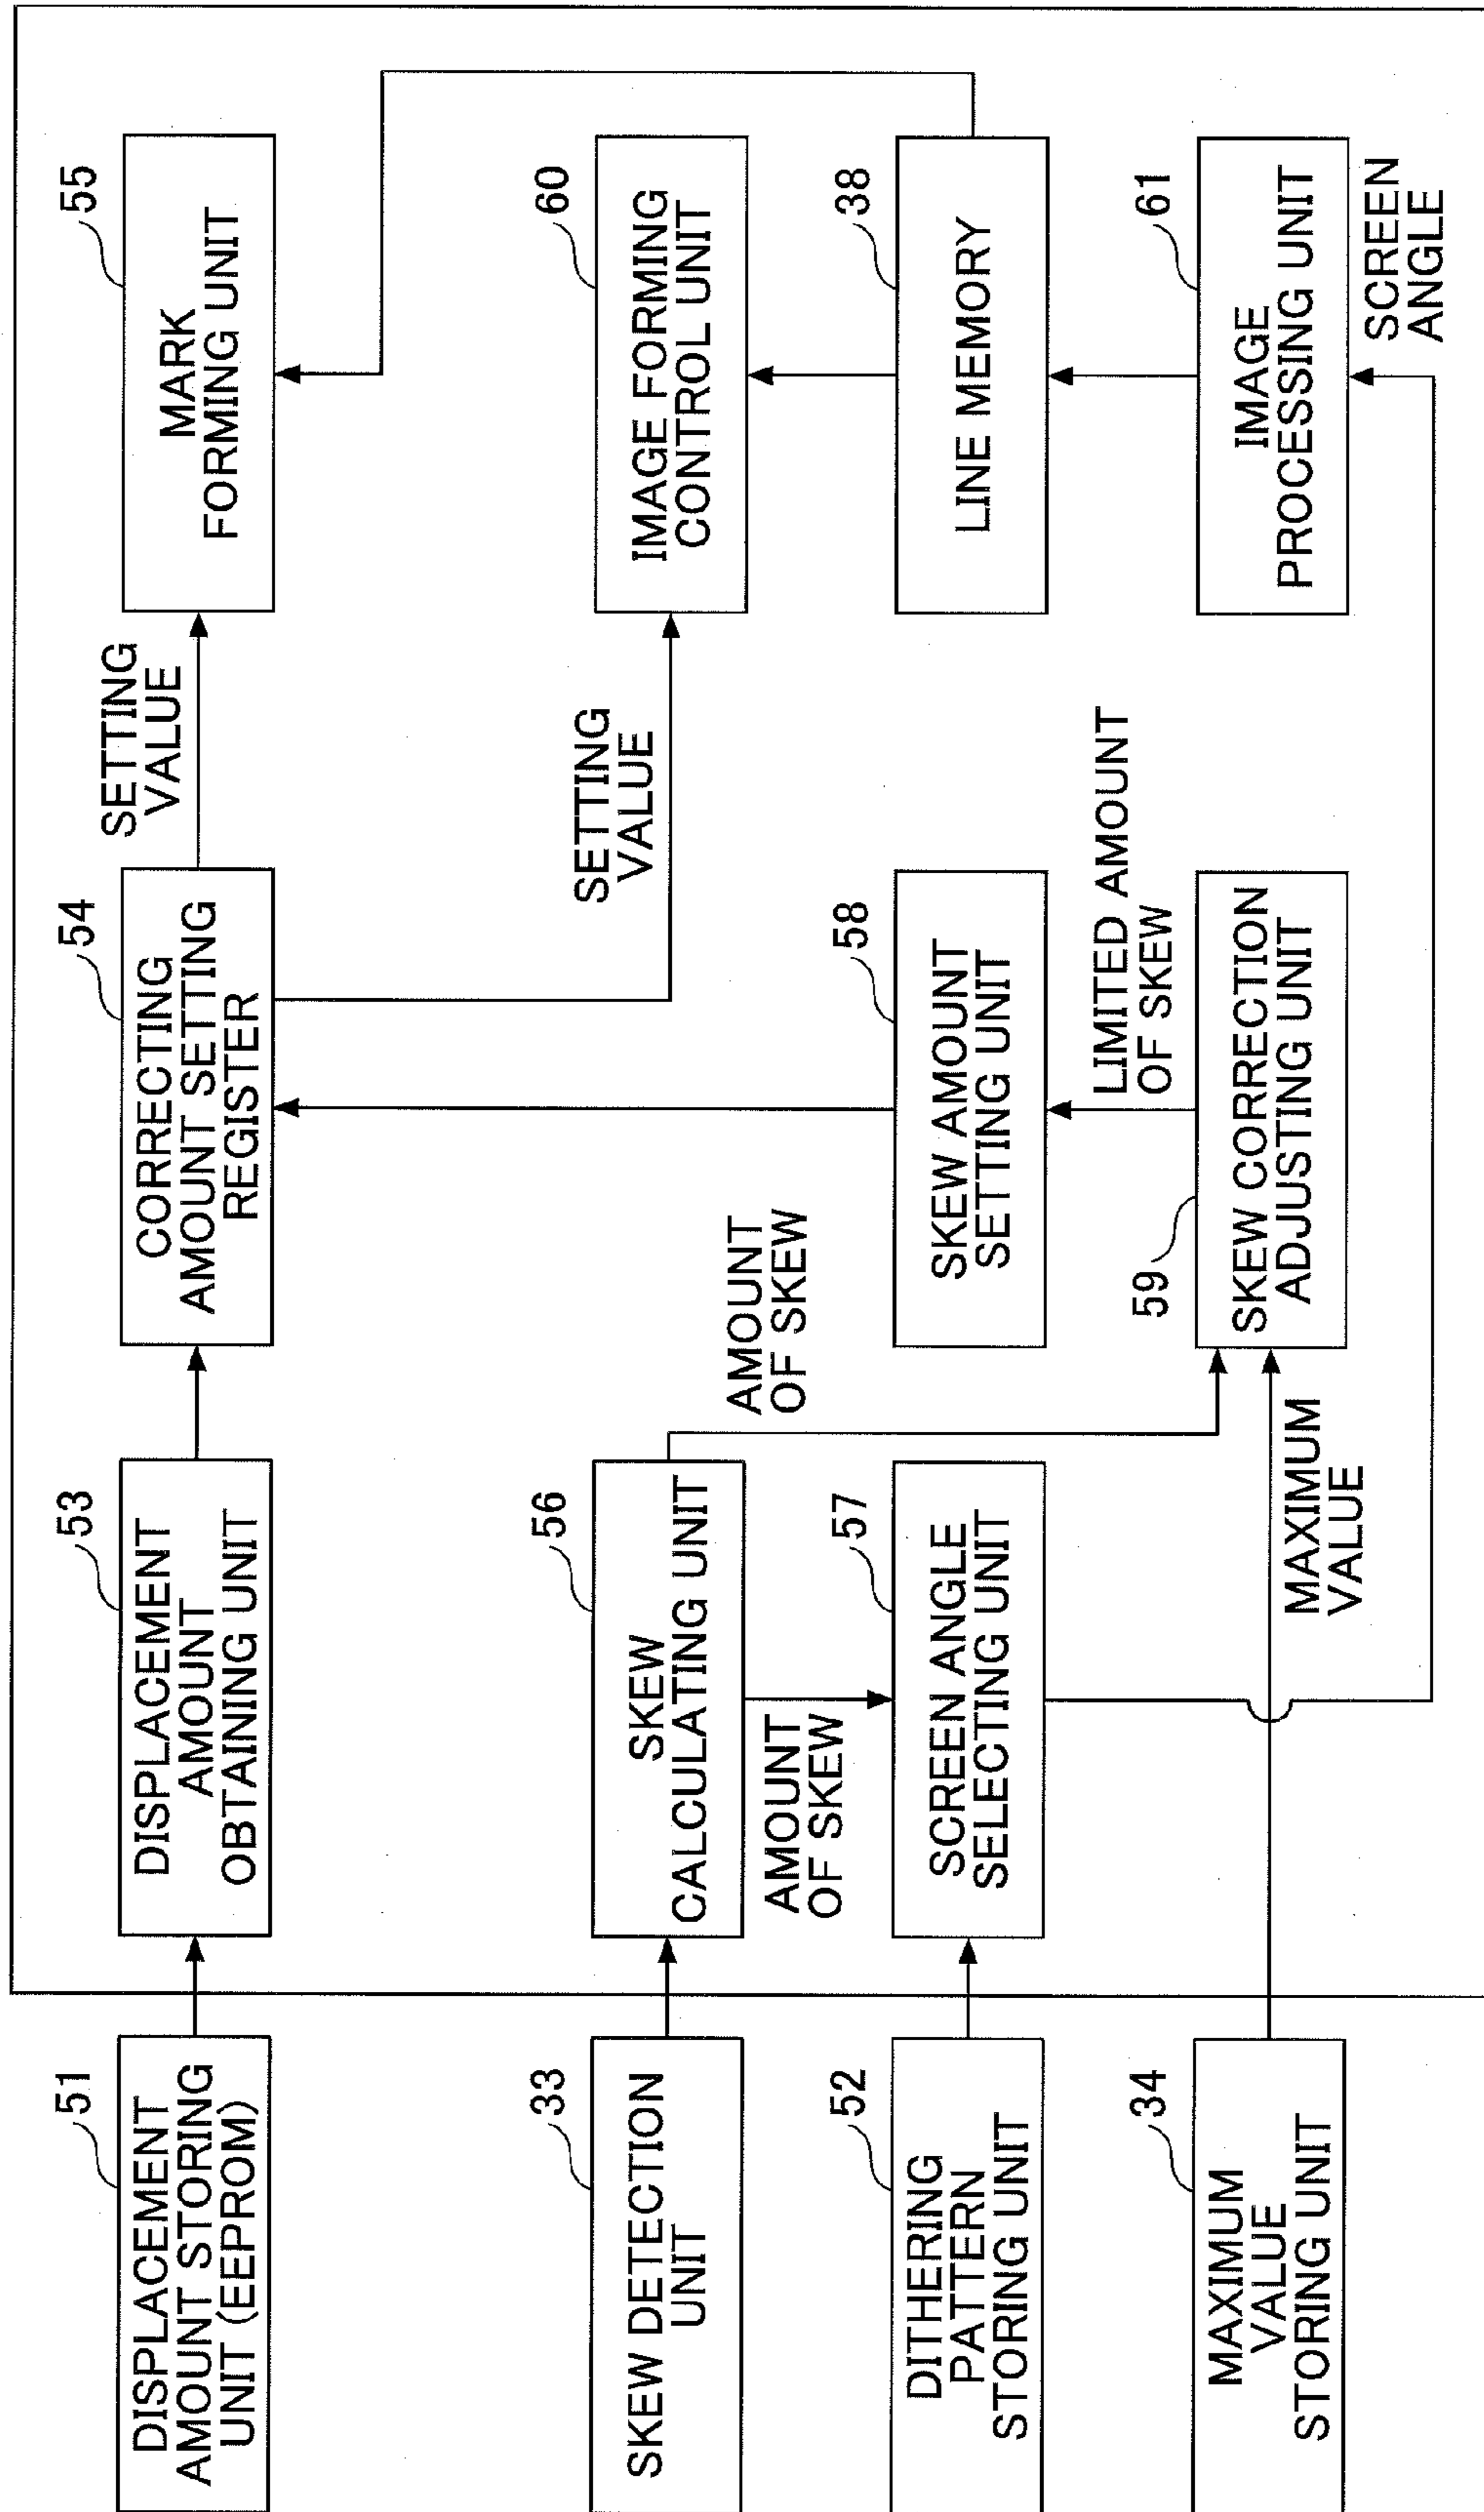 51
DISPLACEMENT
AMOUNT STORING
UNIT (EEPROM)
53
DISPLACEMENT
AMOUNT
OBTAINING UNIT
54
CORRECTING
AMOUNT SETTING
REGISTER
SETTING
VALUE
55
MARK
FORMING UNIT
33
SKEW DETECTION
UNIT
56
SKEW
CALCULATING UNIT
AMOUNT
OF SKEW
AMOUNT
OF SKEW
SETTING
VALUE
60
IMAGE FORMING
CONTROL UNIT
52
DITHERING
PATTERN
STORING UNIT
57
SCREEN ANGLE
SELECTING UNIT
58
SKEW AMOUNT
SETTING UNIT
38
LINE MEMORY
LIMITED AMOUNT
OF SKEW
34
MAXIMUM
VALUE
STORING UNIT
MAXIMUM
VALUE
59
SKEW CORRECTION
ADJUSTING UNIT
61
IMAGE
PROCESSING UNIT
SCREEN
ANGLE